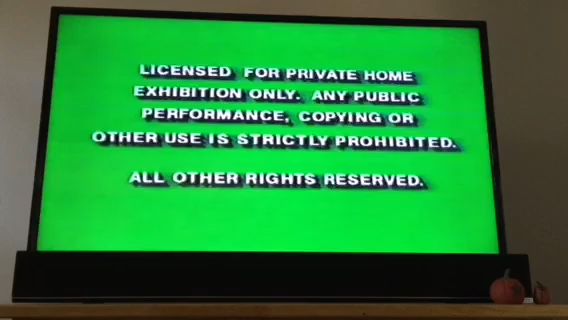 LICENSED FOR PRIVATE HOME
EXHIBITION ONLY. ANY PUBLIC
PERFORMANCE, COPYING OR
OTHER USE IS STRICTLY PROHIBITED.
ALL OTHER RIGHTS RESERVED.